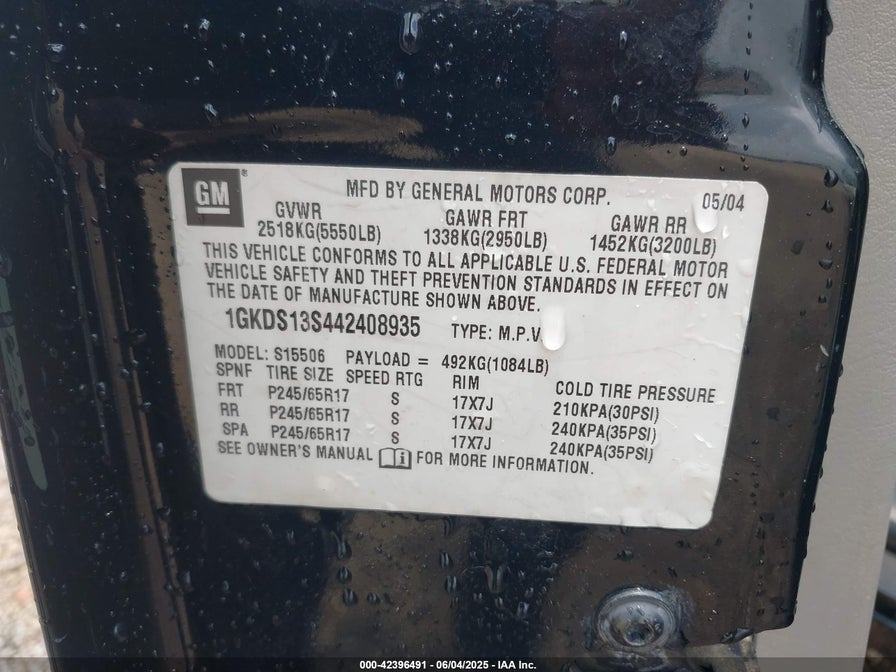 GM ®
MFD BY GENERAL MOTORS CORP. 05/04
GVWR GAWR FRT GAWR RR
2518KG(5550LB) 1338KG(2950LB) 1452KG(3200LB)
THIS VEHICLE CONFORMS TO ALL APPLICABLE U.S. FEDERAL MOTOR
VEHICLE SAFETY AND THEFT PREVENTION STANDARDS IN EFFECT ON
THE DATE OF MANUFACTURE SHOWN ABOVE.
1GKDS13S442408935 TYPE: M.P.V
MODEL: S15506 PAYLOAD = 492KG(1084LB)
SPNF TIRE SIZE SPEED RTG RIM COLD TIRE PRESSURE
FRT P245/65R17 S 17X7J 210KPA(30PSI)
RR P245/65R17 S 17X7J 240KPA(35PSI)
SPA P245/65R17 S 17X7J 240KPA(35PSI)
SEE OWNER'S MANUAL i FOR MORE INFORMATION.
000-42396491 - 06/04/2025 - IAA Inc.